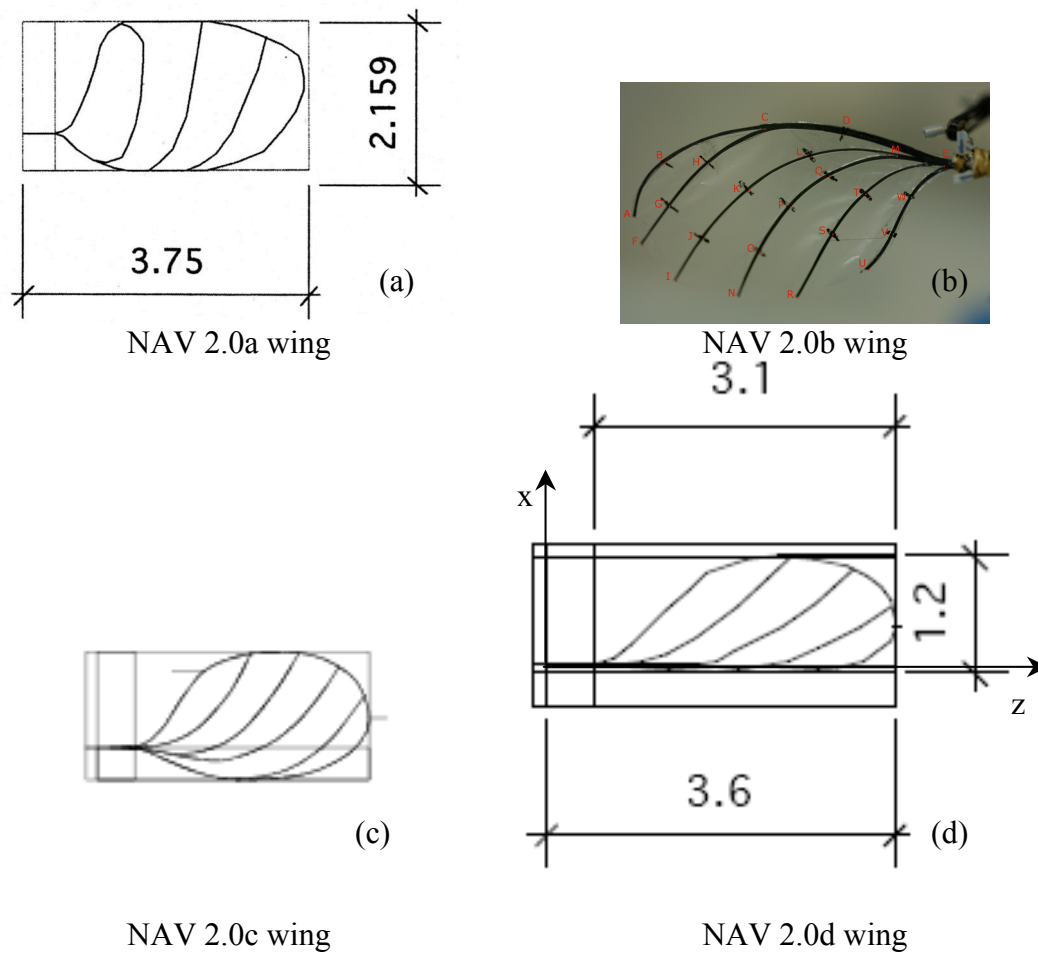 2.159
3.75
(a)
NAV 2.0a wing
C
D
B
H
L
M
E
K
Q
G
P
T
W
A
F
J
O
S
V
I
N
R
U
(b)
NAV 2.0b wing
3.1
x
1.2
z
3.6
(c)
(d)
NAV 2.0c wing
NAV 2.0d wing